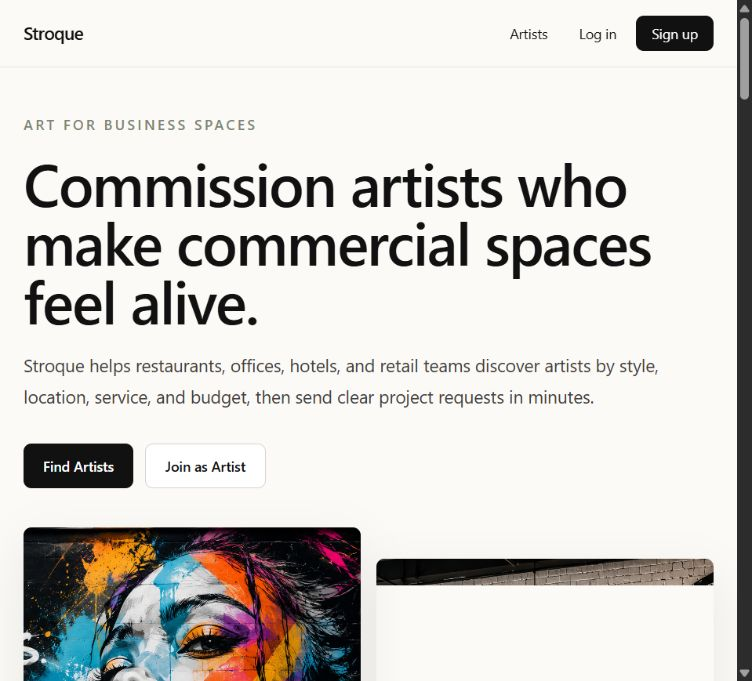 Stroque
Artists
Log in
Sign up
ART FOR BUSINESS SPACES
Commission artists who
make commercial spaces
feel alive.
Stroque helps restaurants, offices, hotels, and retail teams discover artists by style,
location, service, and budget, then send clear project requests in minutes.
Find Artists
Join as Artist